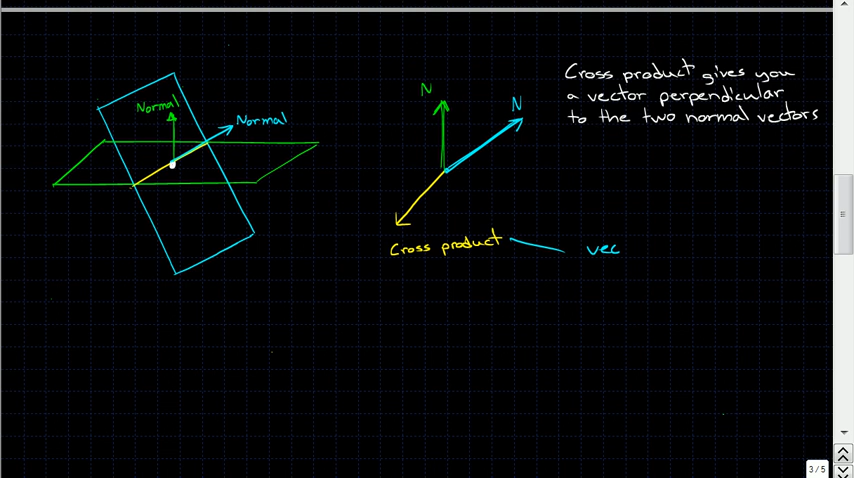 Normal
Normal
N
N
Cross product
Cross product gives you
a vector perpendicular
to the two normal vectors
vec
3 / 5